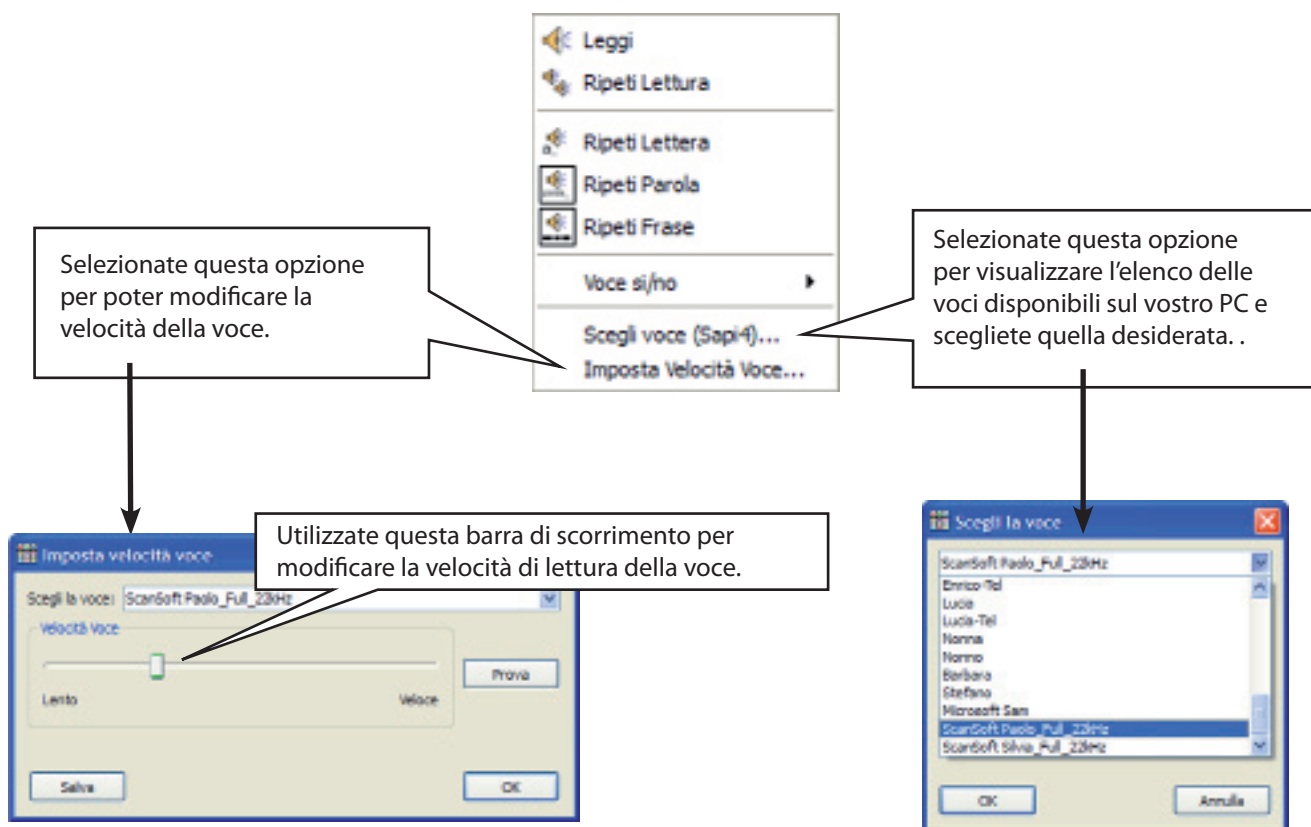 Leggi
Ripeti Lettura
Ripeti Lettera
Ripeti Parola
Ripeti Frase
Voce si/no
Scegli voce (Sapi4)...
Imposta Velocità Voce...
Selezionate questa opzione
per poter modificare la
velocità della voce.
Selezionate questa opzione
per visualizzare l'elenco delle
voci disponibili sul vostro PC e
scegliete quella desiderata. .
Imposta velocità voce
Utilizzate questa barra di scorrimento per
modificare la velocità di lettura della voce.
Scegli la voce: ScanSoft Paolo_Full_22kHz
Velocità Voce
Lento
Veloce
Prova
Salva
OK
Scegli la voce
ScanSoft Paolo_Full_22kHz
Enrico-Tel
Lucia
Lucia-Tel
Nonna
Nonno
Barbara
Stefano
Microsoft Sam
ScanSoft Paolo_Full_22kHz
ScanSoft Silvia_Full_22kHz
OK
Annulla